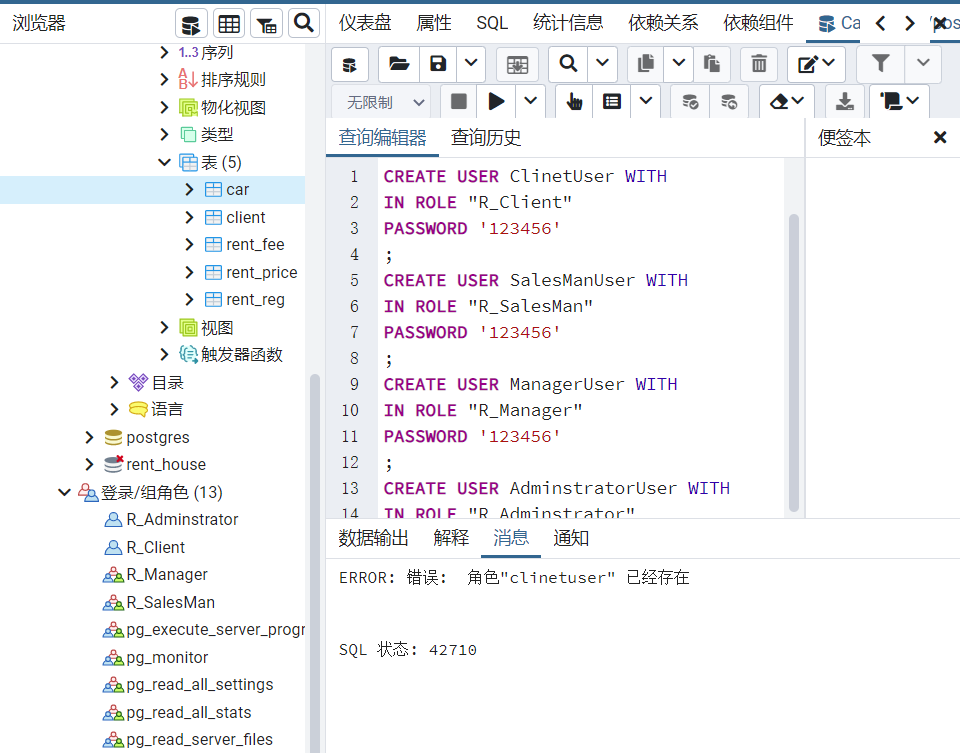 浏览器
仪表盘 属性 SQL 统计信息 依赖关系 依赖组件 Ca /pos
1..3 序列
排序规则
物化视图
类型
表 (5)
car
client
rent_fee
rent_price
rent_reg
视图
触发器函数
目录
语言
postgres
rent_house
登录/组角色 (13)
R_Adminstrator
R_Client
R_Manager
R_SalesMan
pg_execute_server_progr
pg_monitor
pg_read_all_settings
pg_read_all_stats
pg_read_server_files
无限制
查询编辑器 查询历史
便签本
1 CREATE USER ClinetUser WITH
2 IN ROLE "R_Client"
3 PASSWORD '123456'
4 ;
5 CREATE USER SalesManUser WITH
6 IN ROLE "R_SalesMan"
7 PASSWORD '123456'
8 ;
9 CREATE USER ManagerUser WITH
10 IN ROLE "R_Manager"
11 PASSWORD '123456'
12 ;
13 CREATE USER AdminstratorUser WITH
14 IN ROLE "R_Adminstrator"
数据输出 解释 消息 通知
ERROR: 错误: 角色"clinetuser" 已经存在
SQL 状态: 42710